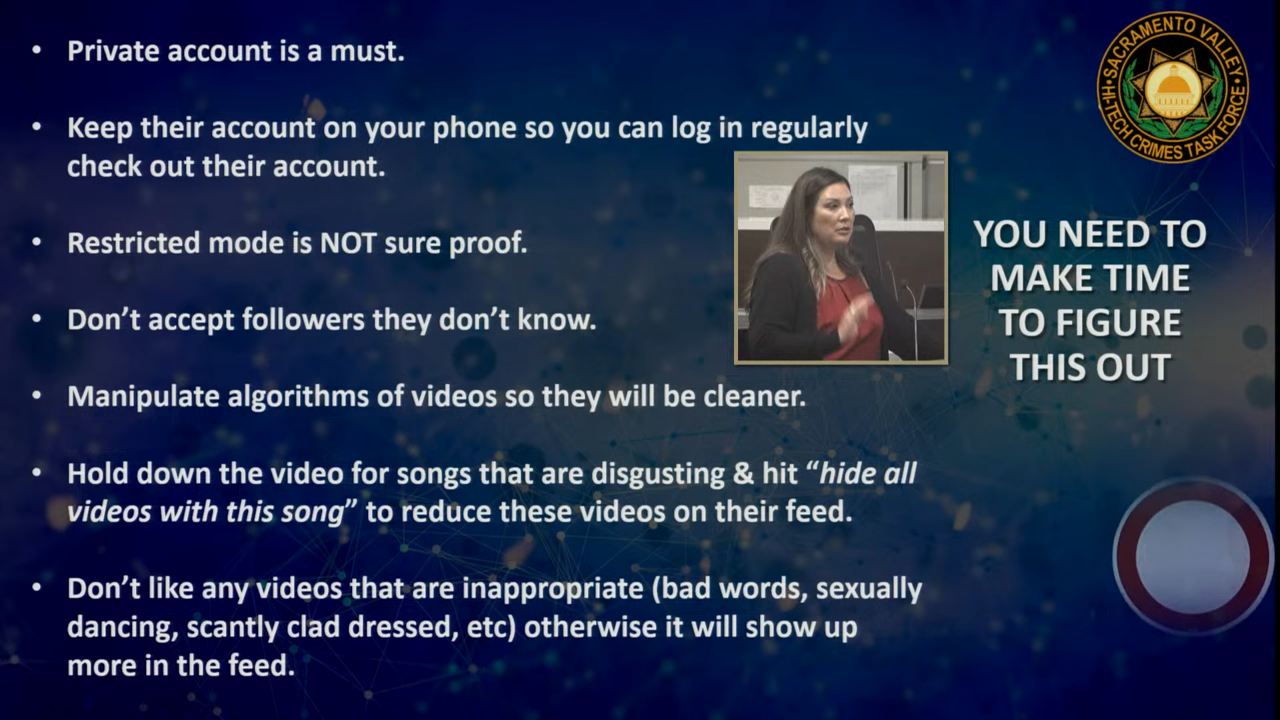 • Private account is a must.
• Keep their account on your phone so you can log in regularly
check out their account.
• Restricted mode is NOT sure proof.
• Don’t accept followers they don’t know.
• Manipulate algorithms of videos so they will be cleaner.
• Hold down the video for songs that are disgusting & hit “hide all
videos with this song” to reduce these videos on their feed.
• Don’t like any videos that are inappropriate (bad words, sexually
dancing, scantly clad dressed, etc) otherwise it will show up
more in the feed.
SACRAMENTO VALLEY
HI-TECH CRIMES TASK FORCE
YOU NEED TO
MAKE TIME
TO FIGURE
THIS OUT